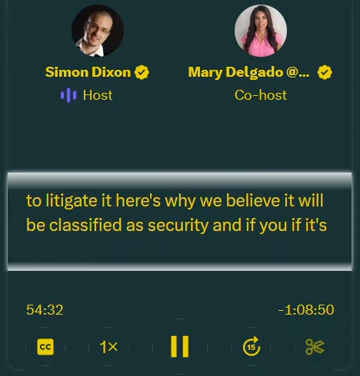 Simon Dixon
Mary Delgado @...
Host
Co-host
to litigate it here's why we believe it will
be classified as security and if you if it's
54:32
-1:08:50
CC
1×
15